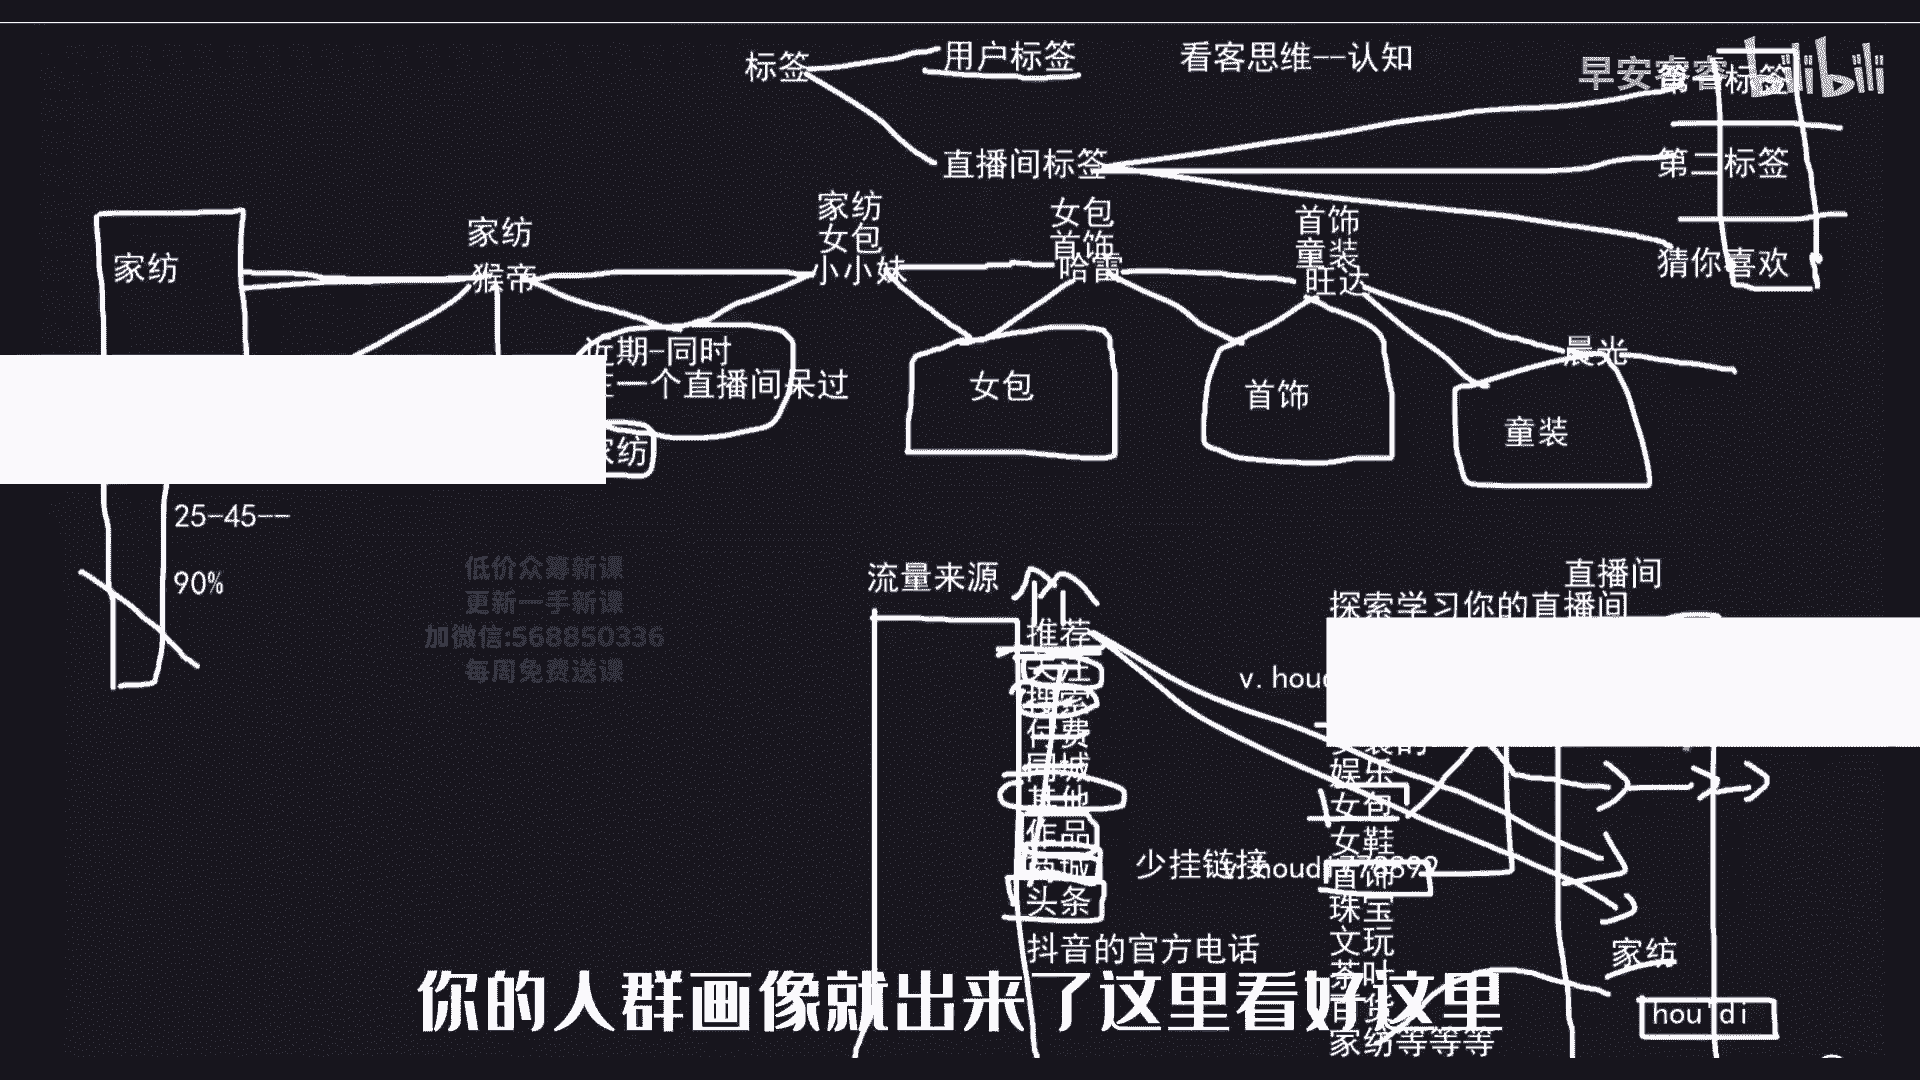 标签
用户标签
看客思维--认知
早安睿睿
bilibili
标签
直播间标签
第二标签
猜你喜欢
家纺
家纺
猴帝
家纺
女包
小小妹
女包
首饰
哈雷
首饰
童装
旺达
晨光
近期-同时
一个直播间呆过
家纺
女包
首饰
童装
25-45--
90%
低价众筹新课
更新一手新课
加微信:568850336
每周免费送课
流量来源
推荐
关注
搜索
付费
同城
其他
作品
商城
头条
抖音的官方电话
少挂链接
直播间
探索学习你的直播间
v.houd
娱乐
女包
女鞋
首饰
珠宝
文玩
茶叶
百货
家纺等等等
家纺
houdi
你的人群画像就出来了这里看好这里